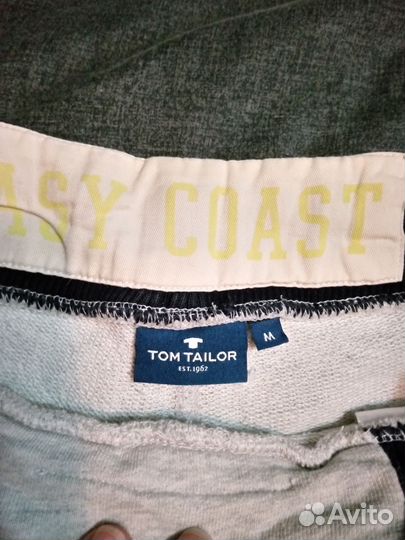 ASY COAST
TOM TAILOR
EST. 1962
M
Avito